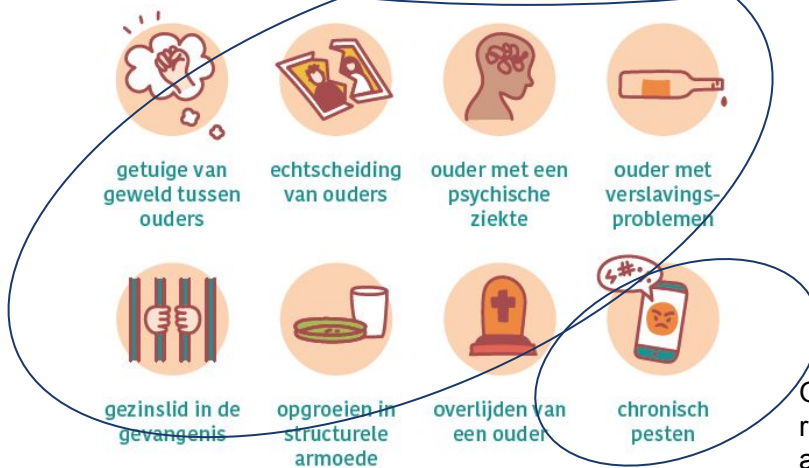 getuige van
geweld tussen
ouders
echtscheiding
van ouders
ouder met een
psychische
ziekte
ouder met
verslavings-
problemen
gezinslid in de
gevangenis
opgroeien in
structurele
armoede
overlijden van
een ouder
chronisch
pesten